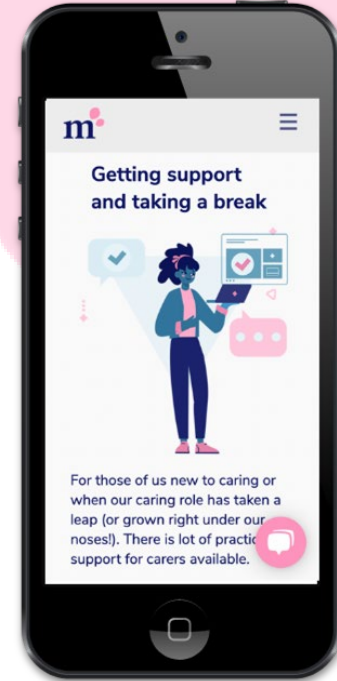 m
Getting support
and taking a break
For those of us new to caring or
when our caring role has taken a
leap (or grown right under our
noses!). There is lot of
support for carers available.